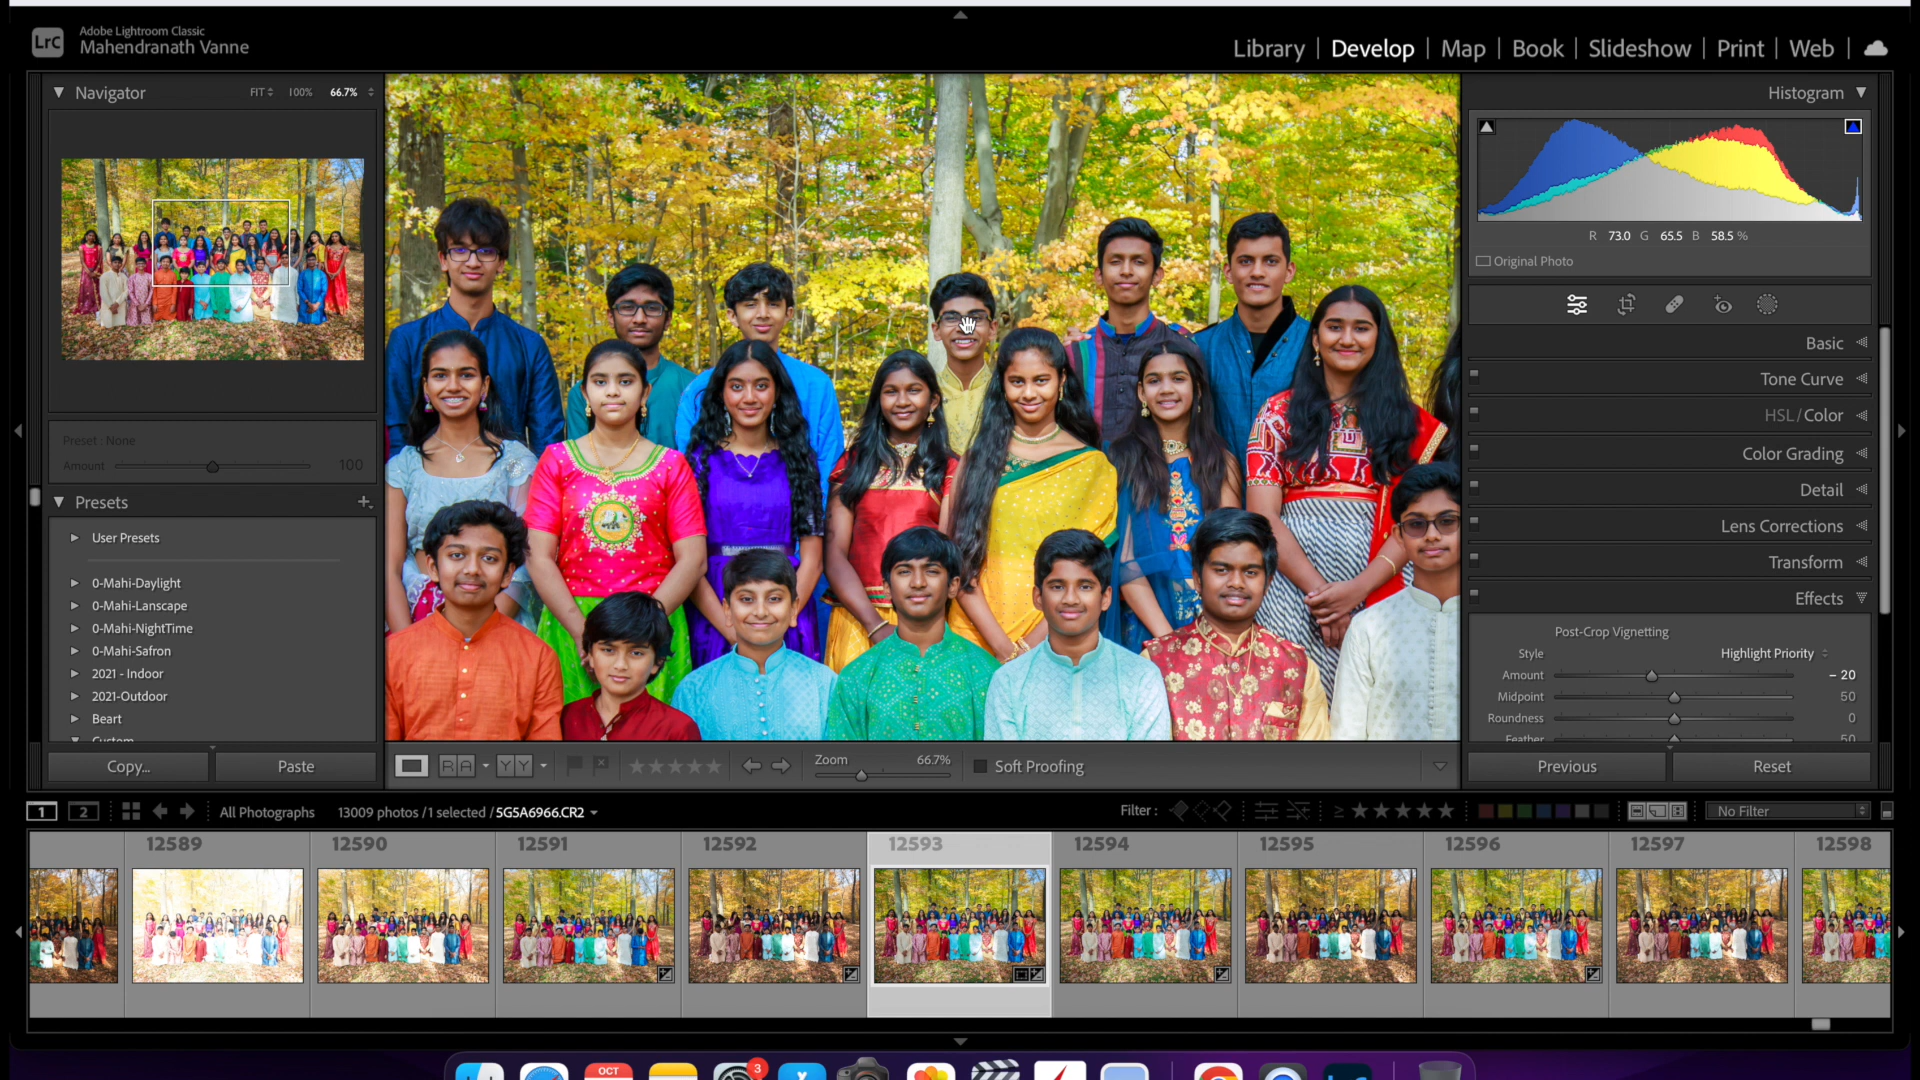 LrC
Adobe Lightroom Classic
Mahendranath Vanne
Library | Develop | Map | Book | Slideshow | Print | Web
Navigator FIT 100% 66.7%
Preset : None
Amount 100
Presets
User Presets
0-Mahi-Daylight
0-Mahi-Lanscape
0-Mahi-NightTime
0-Mahi-Safron
2021 - Indoor
2021-Outdoor
Beart
Custom
Copy...
Paste
Histogram
R 73.0 G 65.5 B 58.5 %
Original Photo
Basic
Tone Curve
HSL / Color
Color Grading
Detail
Lens Corrections
Transform
Effects
Post-Crop Vignetting
Style Highlight Priority
Amount – 20
Midpoint 50
Roundness 0
Feather 50
Previous
Reset
R A
Y Y
Zoom 66.7%
Soft Proofing
1 2 All Photographs 13009 photos /1 selected / 5G5A6966.CR2
Filter : ≥ No Filter
12589 12590 12591 12592 12593 12594 12595 12596 12597 12598
OCT
3